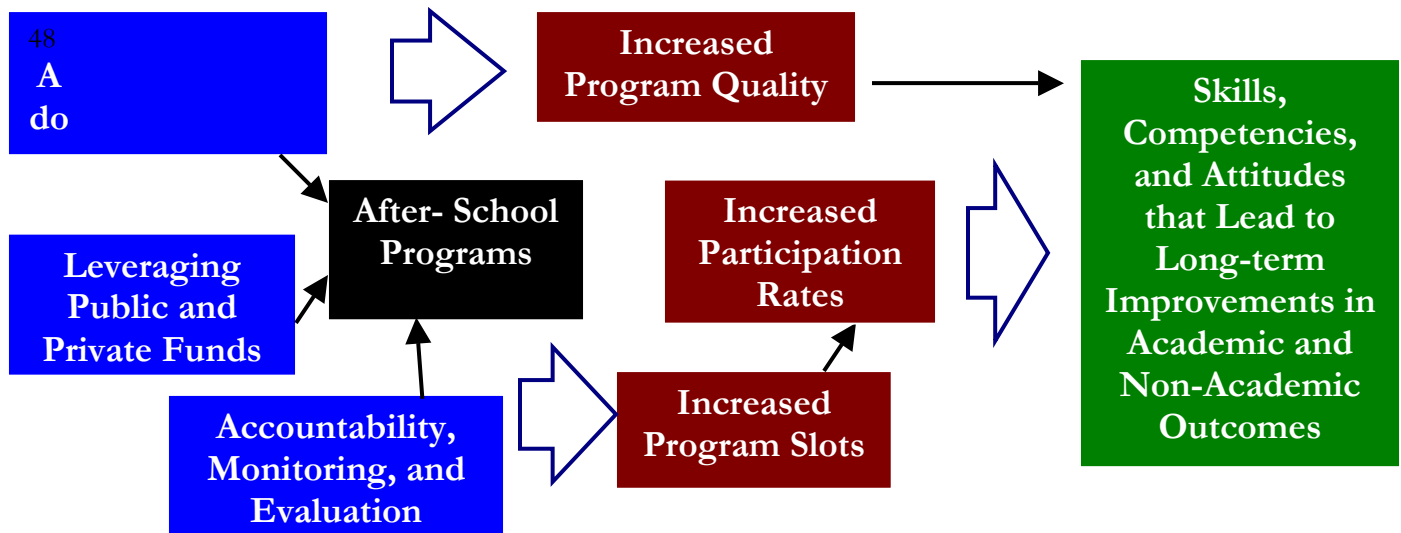 48
A
do
Increased
Program Quality
Skills,
Competencies,
and Attitudes
that Lead to
Long-term
Improvements in
Academic and
Non-Academic
Outcomes
After- School
Programs
Increased
Participation
Rates
Leveraging
Public and
Private Funds
Increased
Program Slots
Accountability,
Monitoring, and
Evaluation